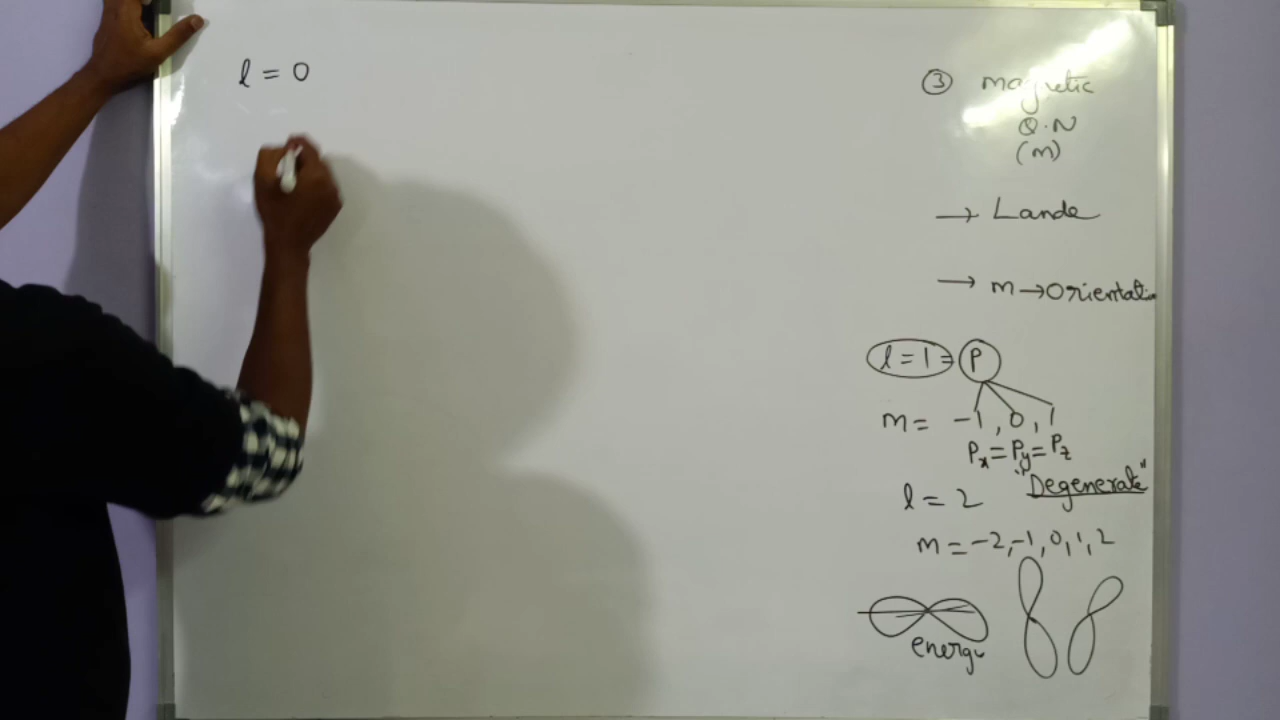 l = 0
③ magnetic
Q.N
(m)
→ Lande
→ m → Orientatio
l = 1 = P
m = -1, 0, 1
Px = Py = Pz
"Degenerate"
l = 2
m = -2, -1, 0, 1, 2
energy